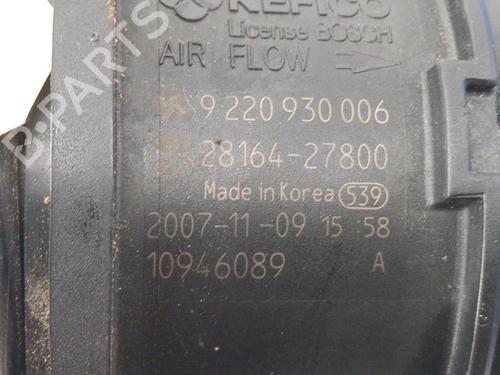 KEFICO
License BOSCH
AIR FLOW
9 220 930 006
28164-27800
Made in Korea 539
2007-11-09 15 58
10946089 A
B-PARTS